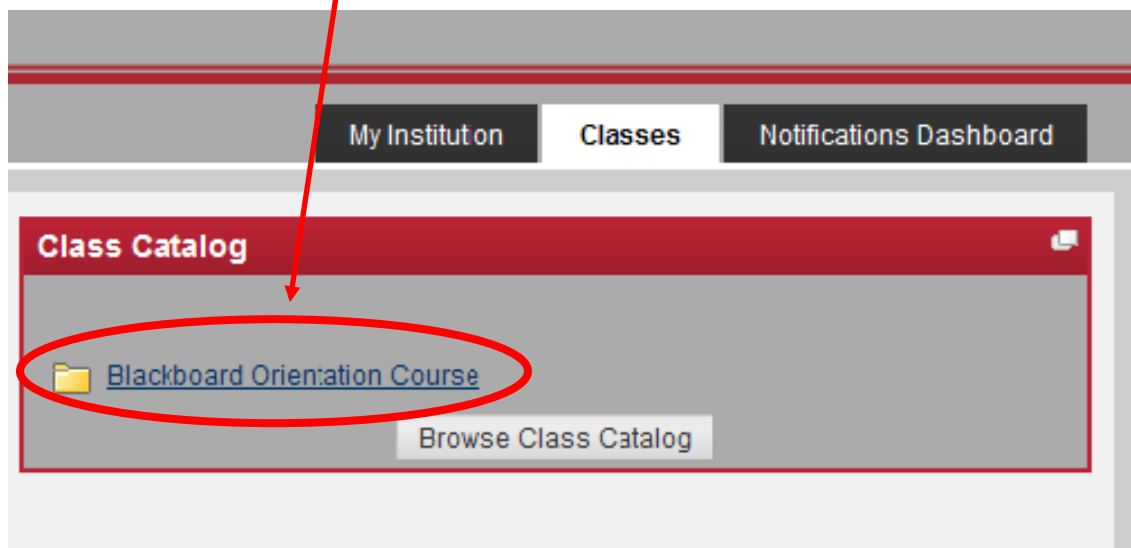 My Institution Classes Notifications Dashboard
Class Catalog
Blackboard Orientation Course
Browse Class Catalog